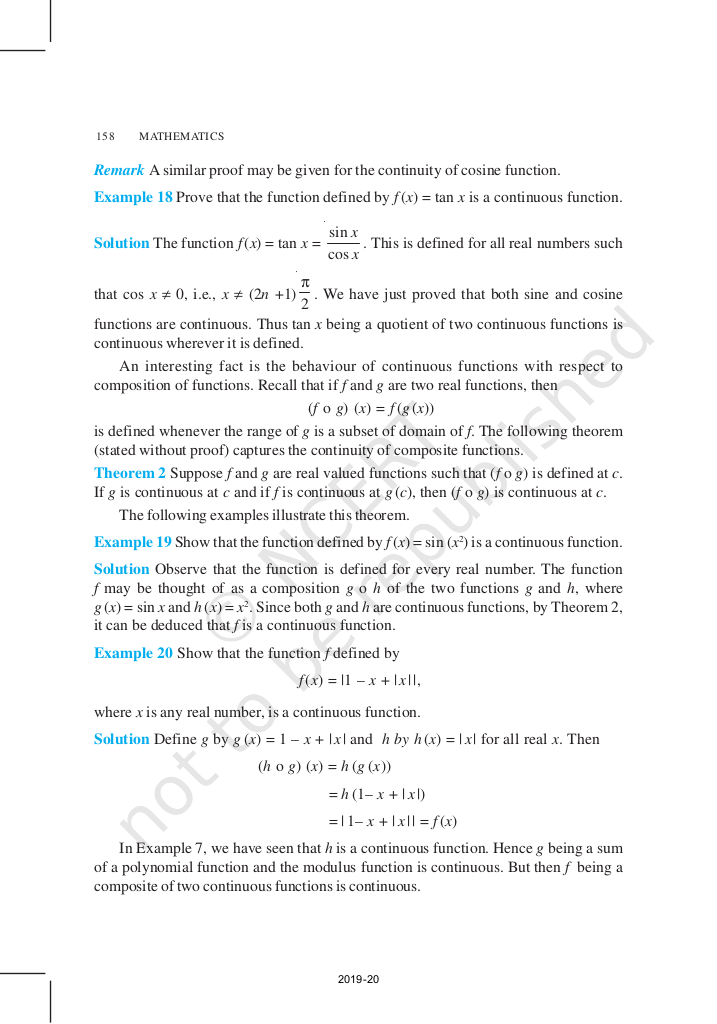 158 MATHEMATICS
Remark A similar proof may be given for the continuity of cosine function.
Example 18 Prove that the function defined by f (x) = tan x is a continuous function.
Solution The function f (x) = tan x = sin x / cos x . This is defined for all real numbers such
that cos x ≠ 0, i.e., x ≠ (2n +1) π/2 . We have just proved that both sine and cosine
functions are continuous. Thus tan x being a quotient of two continuous functions is
continuous wherever it is defined.
An interesting fact is the behaviour of continuous functions with respect to
composition of functions. Recall that if f and g are two real functions, then
(f o g) (x) = f (g (x))
is defined whenever the range of g is a subset of domain of f. The following theorem
(stated without proof) captures the continuity of composite functions.
Theorem 2 Suppose f and g are real valued functions such that (f o g) is defined at c.
If g is continuous at c and if f is continuous at g (c), then (f o g) is continuous at c.
The following examples illustrate this theorem.
Example 19 Show that the function defined by f (x) = sin (x²) is a continuous function.
Solution Observe that the function is defined for every real number. The function
f may be thought of as a composition g o h of the two functions g and h, where
g (x) = sin x and h (x) = x². Since both g and h are continuous functions, by Theorem 2,
it can be deduced that f is a continuous function.
Example 20 Show that the function f defined by
f (x) = |1 – x + | x | |,
where x is any real number, is a continuous function.
Solution Define g by g (x) = 1 – x + | x | and h by h (x) = | x | for all real x. Then
(h o g) (x) = h (g (x))
= h (1– x + | x |)
= | 1– x + | x | | = f (x)
In Example 7, we have seen that h is a continuous function. Hence g being a sum
of a polynomial function and the modulus function is continuous. But then f being a
composite of two continuous functions is continuous.
© NCERT
not to be republished
2019-20